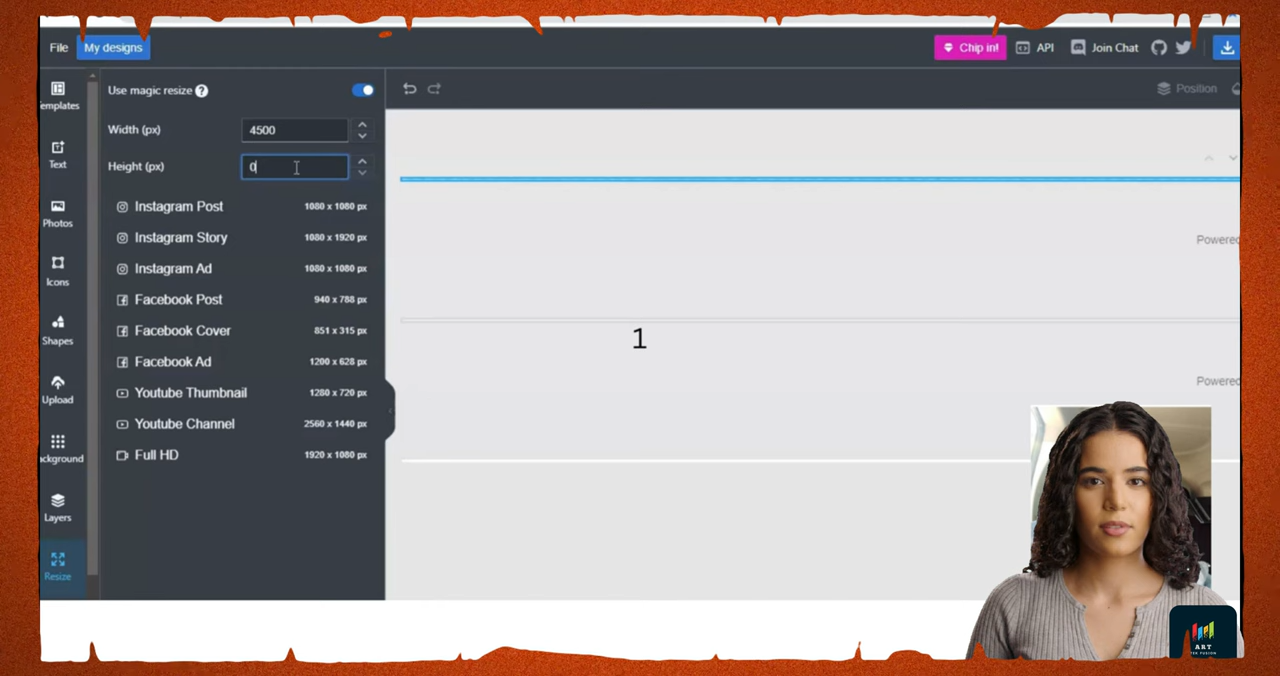 File
My designs
Chip in!
API
Join Chat
Templates
Text
Photos
Icons
Shapes
Upload
ckground
Layers
Resize
Use magic resize ?
Width (px) 4500
Height (px) 0
Instagram Post 1080 x 1080 px
Instagram Story 1080 x 1920 px
Instagram Ad 1080 x 1080 px
Facebook Post 940 x 788 px
Facebook Cover 851 x 315 px
Facebook Ad 1200 x 628 px
Youtube Thumbnail 1280 x 720 px
Youtube Channel 2560 x 1440 px
Full HD 1920 x 1080 px
Position
Powered
1
Powered
ART